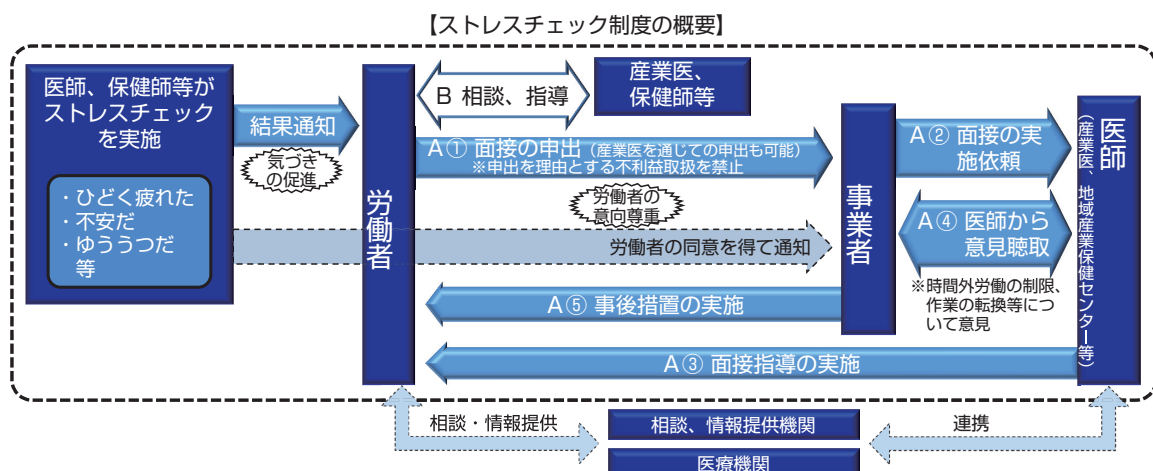 【ストレスチェック制度の概要】
医師、保健師等が
ストレスチェック
を実施
・ひどく疲れた
・不安だ
・ゆううつだ
等
結果通知
気づき
の促進
労働者
B 相談、指導
産業医、
保健師等
A① 面接の申出（産業医を通じての申出も可能）
※申出を理由とする不利益取扱を禁止
労働者の
意向尊重
労働者の同意を得て通知
A⑤ 事後措置の実施
A③ 面接指導の実施
事業者
A② 面接の実
施依頼
A④ 医師から
意見聴取
※時間外労働の制限、
作業の転換等につ
いて意見
医師
（産業医、地域産業保健センター等）
相談・情報提供
相談、情報提供機関
医療機関
連携